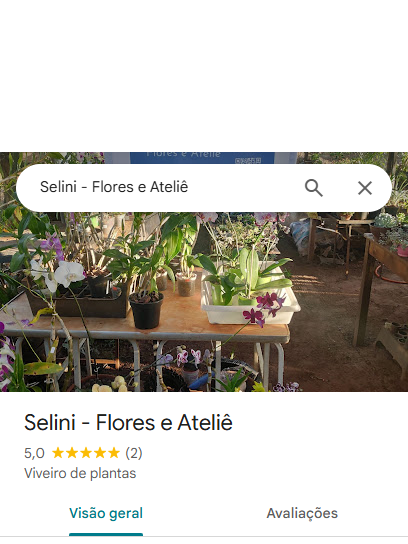 Flores e Ateliê
Selini - Flores e Ateliê
Selini - Flores e Ateliê
5,0 (2)
Viveiro de plantas
Visão geral Avaliações